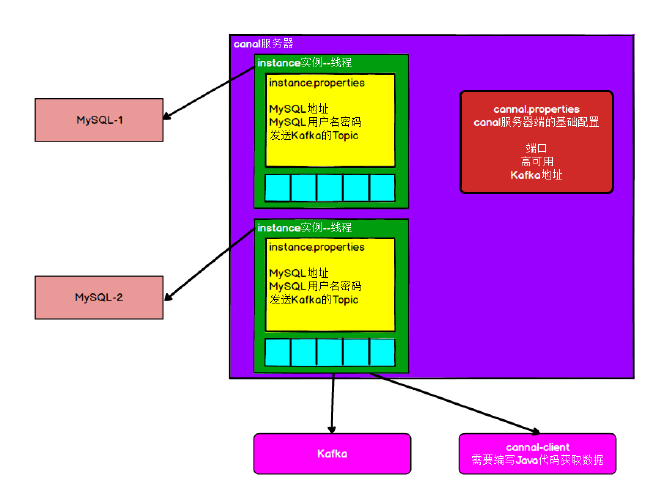 canal服务器
instance实例--线程
instance.properties
MySQL地址
MySQL用户名密码
发送Kafka的Topic
MySQL-1
cannal.properties
canal服务器端的基础配置
端口
高可用
Kafka地址
instance实例--线程
instance.properties
MySQL地址
MySQL用户名密码
发送Kafka的Topic
MySQL-2
Kafka
cannal-client
需要编写Java代码获取数据